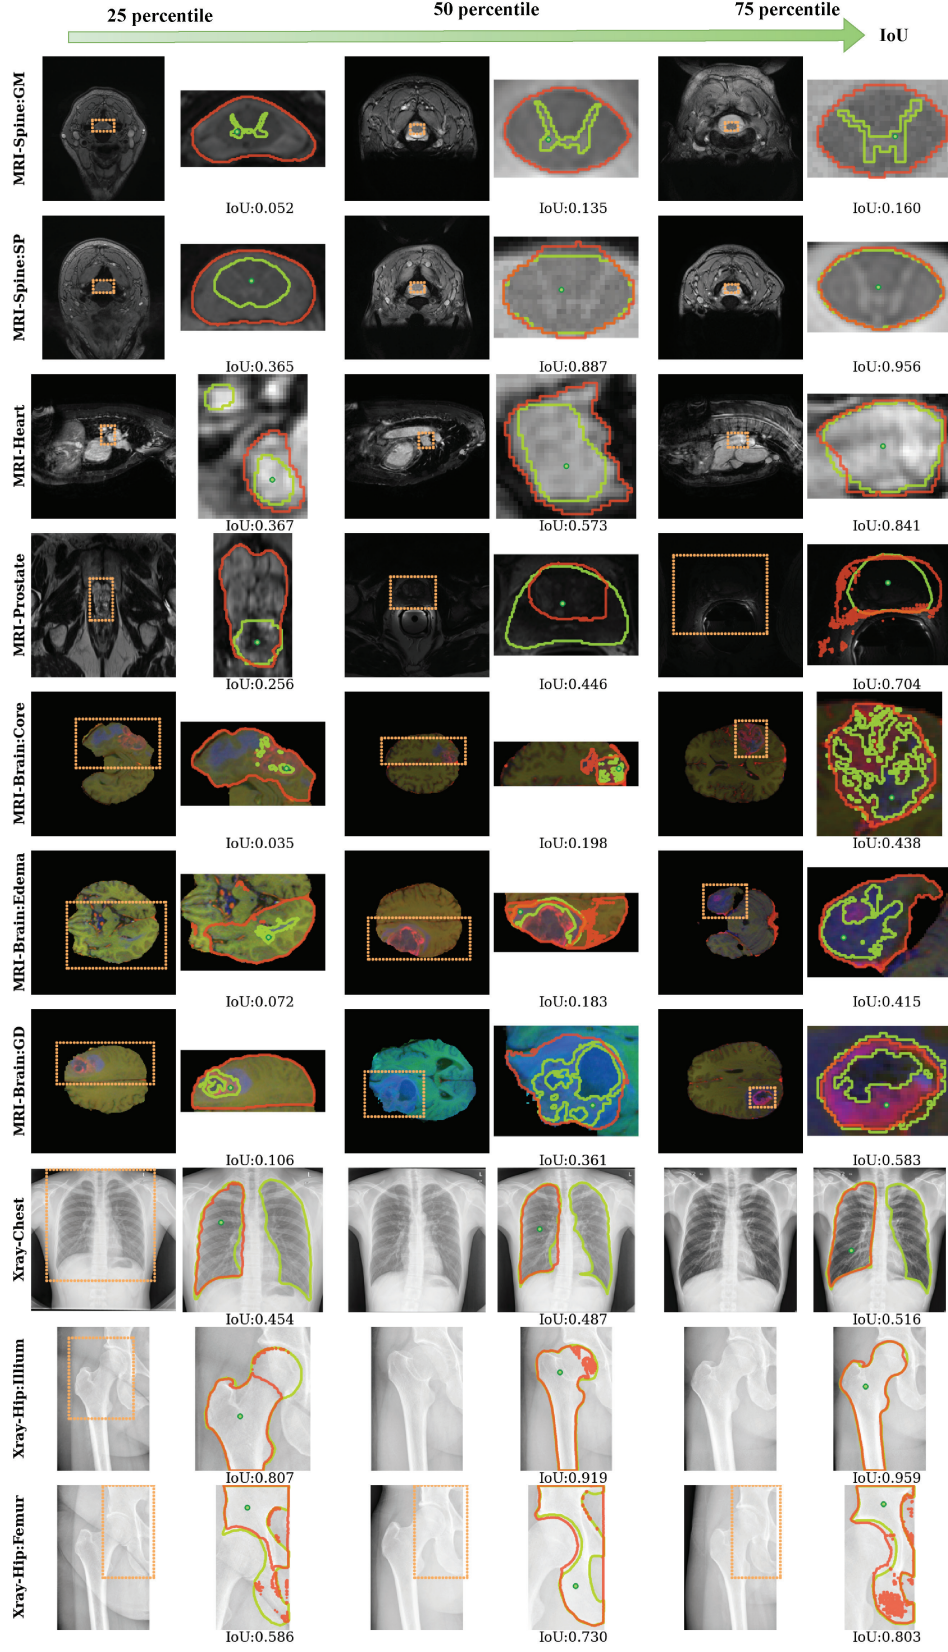 25 percentile
50 percentile
75 percentile
IoU
MRI-Spine:GM
IoU:0.052
IoU:0.135
IoU:0.160
MRI-Spine:SP
IoU:0.365
IoU:0.887
IoU:0.956
MRI-Heart
IoU:0.367
IoU:0.573
IoU:0.841
MRI-Prostate
IoU:0.256
IoU:0.446
IoU:0.704
MRI-Brain:Core
IoU:0.035
IoU:0.198
IoU:0.438
MRI-Brain:Edema
IoU:0.072
IoU:0.183
IoU:0.415
MRI-Brain:GD
IoU:0.106
IoU:0.361
IoU:0.583
Xray-Chest
IoU:0.454
IoU:0.487
IoU:0.516
Xray-Hip:Illium
IoU:0.807
IoU:0.919
IoU:0.959
Xray-Hip:Femur
IoU:0.586
IoU:0.730
IoU:0.803